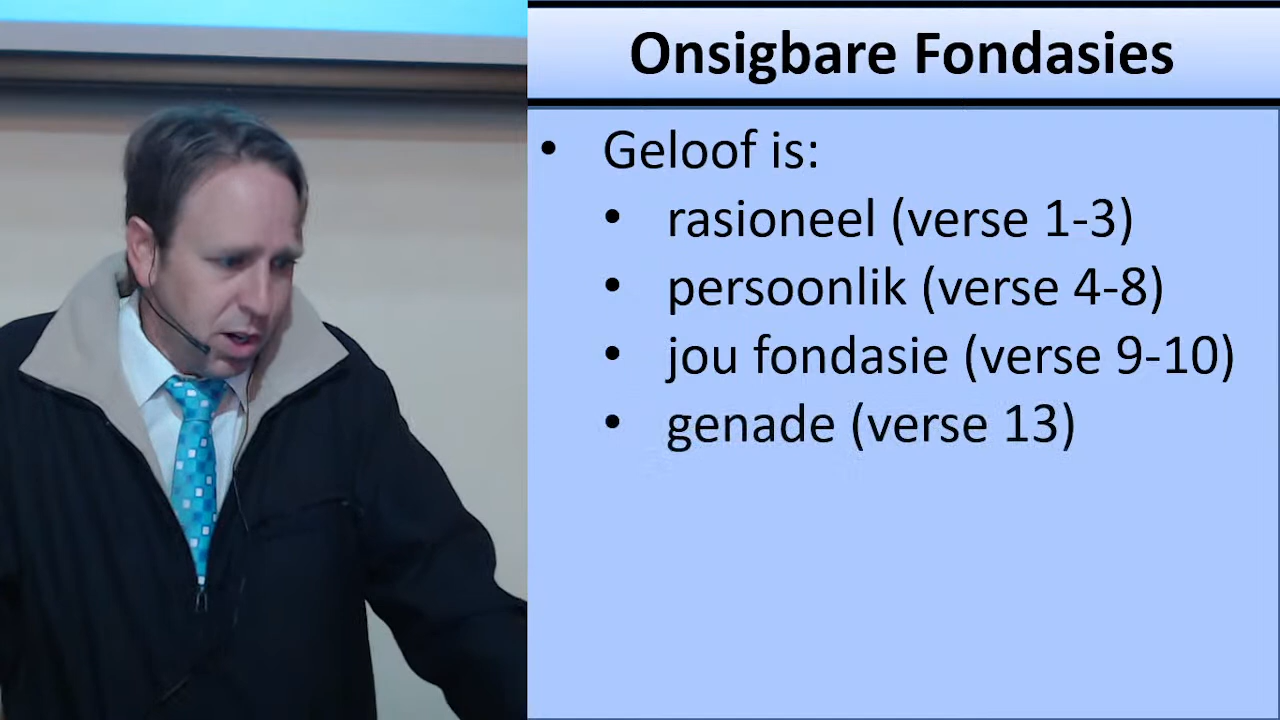 Onsigbare Fondasies
• Geloof is:
• rasioneel (verse 1-3)
• persoonlik (verse 4-8)
• jou fondasie (verse 9-10)
• genade (verse 13)